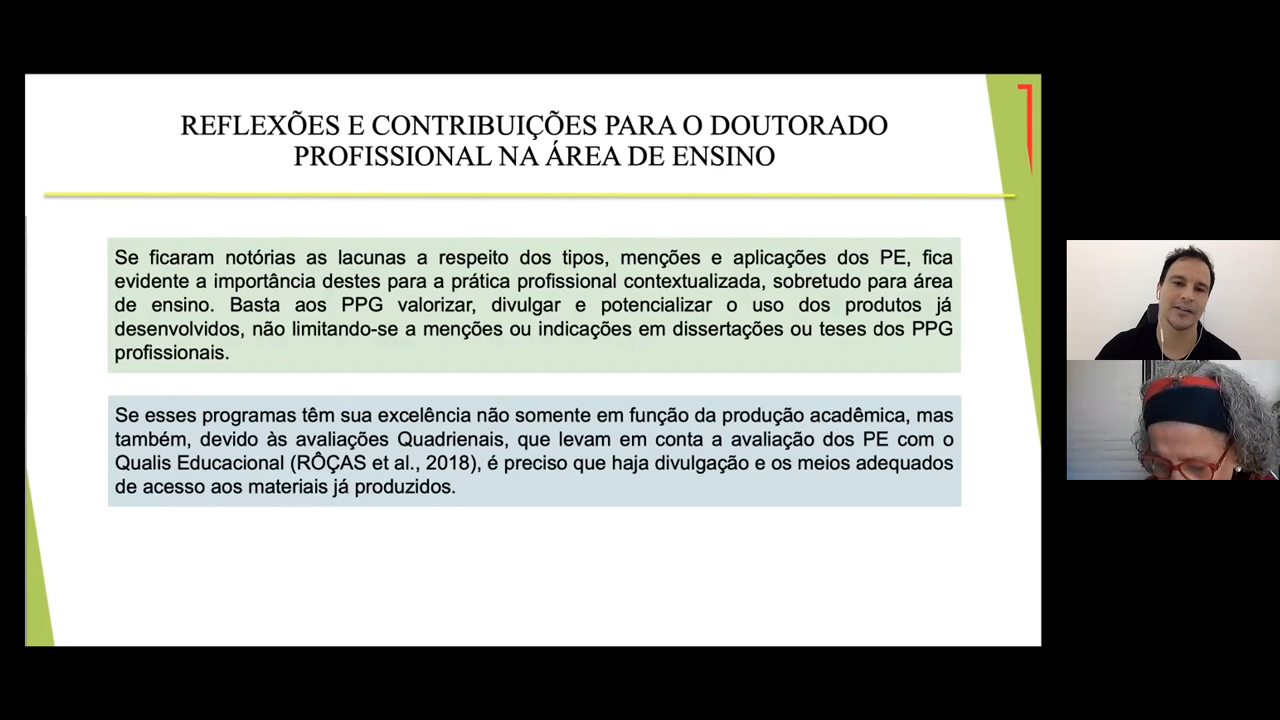 REFLEXÕES E CONTRIBUIÇÕES PARA O DOUTORADO
PROFISSIONAL NA ÁREA DE ENSINO
Se ficaram notórias as lacunas a respeito dos tipos, menções e aplicações dos PE, fica
evidente a importância destes para a prática profissional contextualizada, sobretudo para área
de ensino. Basta aos PPG valorizar, divulgar e potencializar o uso dos produtos já
desenvolvidos, não limitando-se a menções ou indicações em dissertações ou teses dos PPG
profissionais.
Se esses programas têm sua excelência não somente em função da produção acadêmica, mas
também, devido às avaliações Quadrienais, que levam em conta a avaliação dos PE com o
Qualis Educacional (RÔÇAS et al., 2018), é preciso que haja divulgação e os meios adequados
de acesso aos materiais já produzidos.